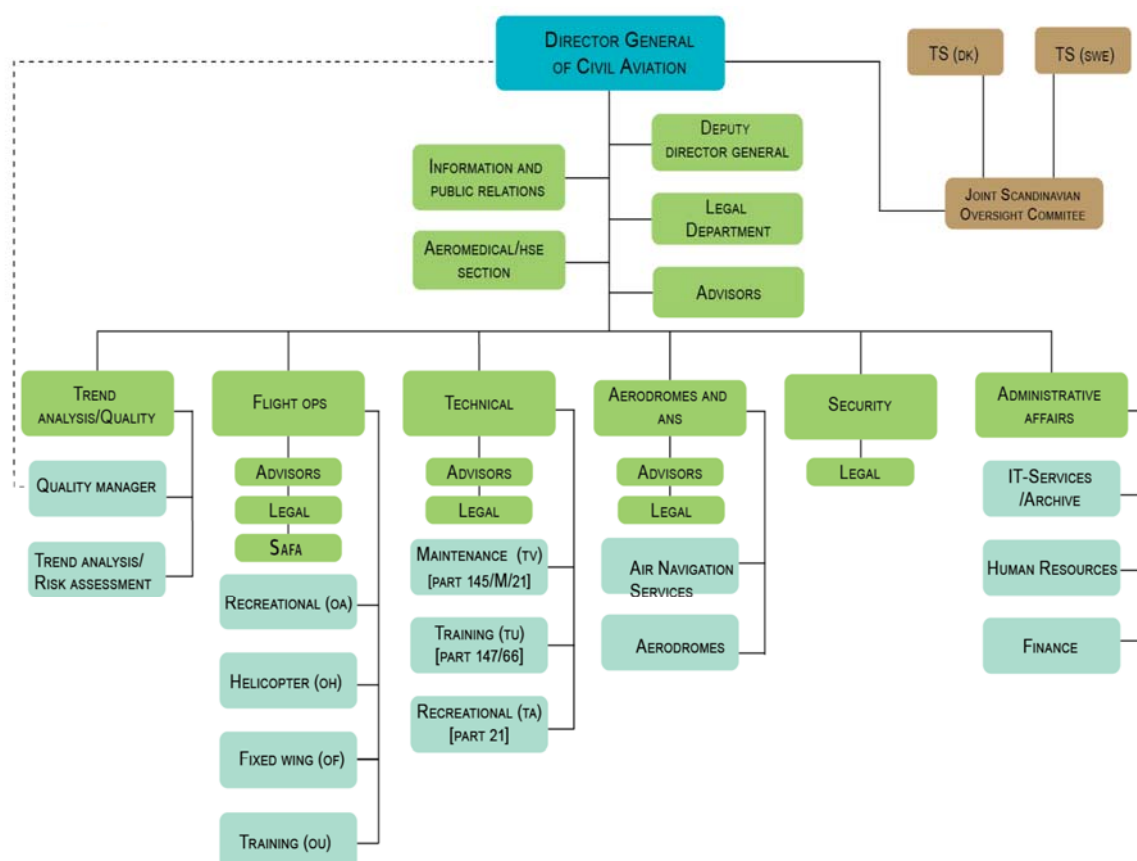 DIRECTOR GENERAL
OF CIVIL AVIATION
TS (DK)
TS (SWE)
DEPUTY
DIRECTOR GENERAL
INFORMATION AND
PUBLIC RELATIONS
JOINT SCANDINAVIAN
OVERSIGHT COMMITEE
LEGAL
DEPARTMENT
AEROMEDICAL/HSE
SECTION
ADVISORS
TREND
ANALYSIS/QUALITY
FLIGHT OPS
TECHNICAL
AERODROMES AND
ANS
SECURITY
ADMINISTRATIVE
AFFAIRS
QUALITY MANAGER
TREND ANALYSIS/
RISK ASSESSMENT
ADVISORS
LEGAL
SAFA
RECREATIONAL (OA)
HELICOPTER (OH)
FIXED WING (OF)
TRAINING (OU)
ADVISORS
LEGAL
MAINTENANCE (TV)
[PART 145/M/21]
TRAINING (TU)
[PART 147/66]
RECREATIONAL (TA)
[PART 21]
ADVISORS
LEGAL
AIR NAVIGATION
SERVICES
AERODROMES
LEGAL
IT-SERVICES
/ARCHIVE
HUMAN RESOURCES
FINANCE